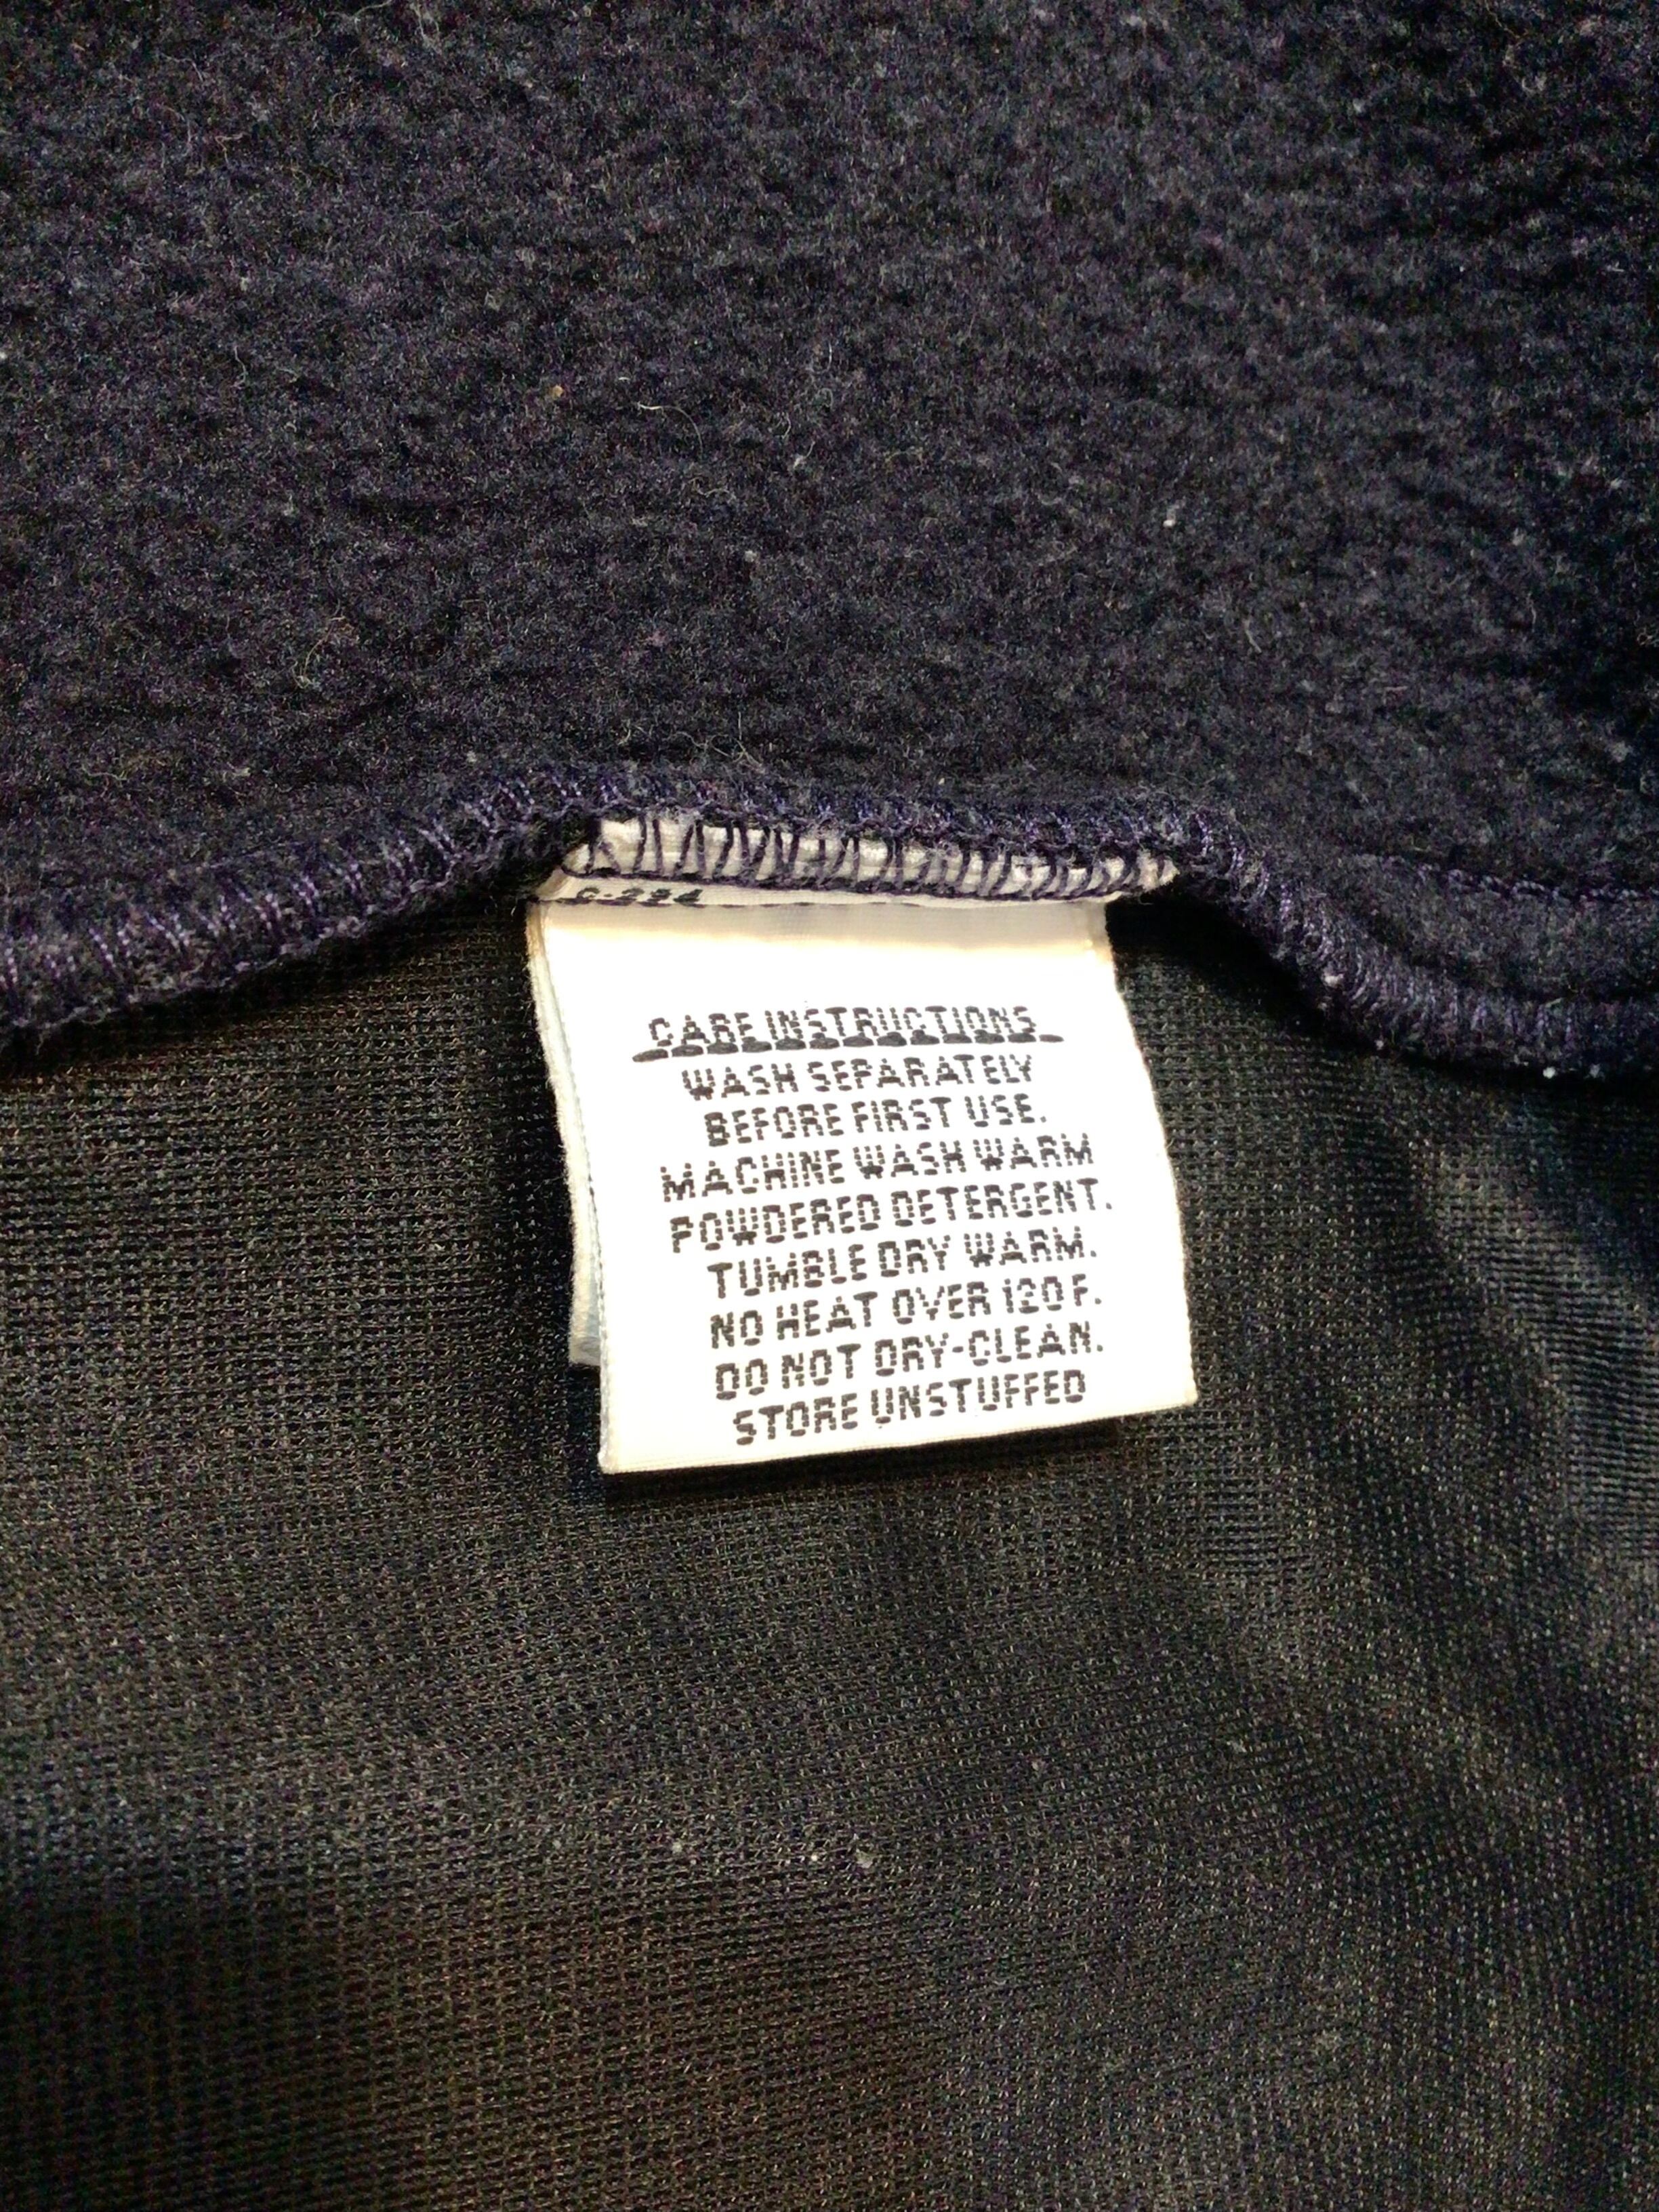 C-224
CARE INSTRUCTIONS
WASH SEPARATELY
BEFORE FIRST USE.
MACHINE WASH WARM
POWDERED DETERGENT.
TUMBLE DRY WARM.
NO HEAT OVER 120 F.
DO NOT DRY-CLEAN.
STORE UNSTUFFED